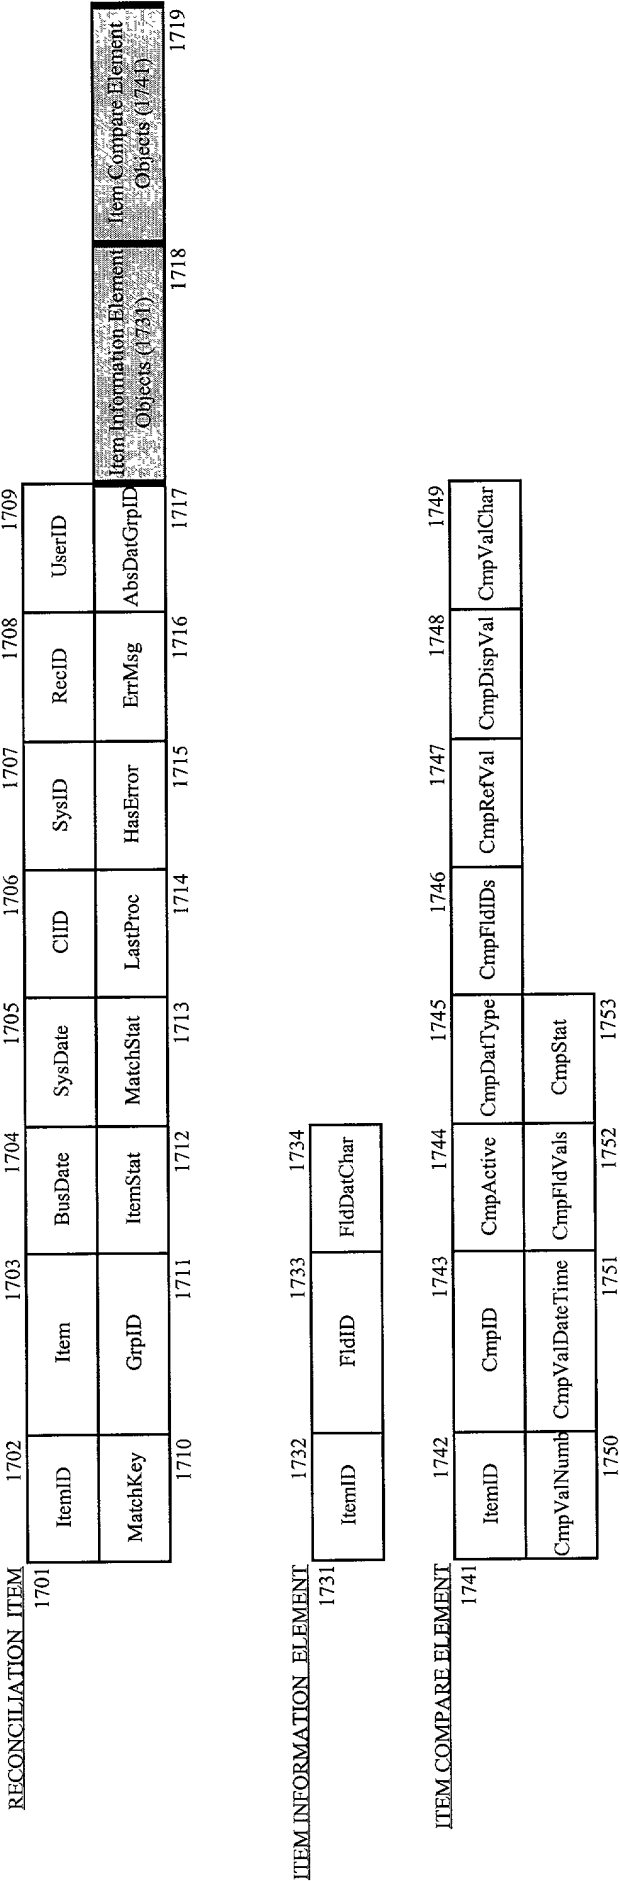 RECONCILIATION ITEM
1701
1702 1703 1704 1705 1706 1707 1708 1709
ItemID Item BusDate SysDate ClID SysID RecID UserID
MatchKey GrpID ItemStat MatchStat LastProc HasError ErrMsg AbsDatGrpID Item Information Element Objects (1731) Item Compare Element Objects (1741)
1710 1711 1712 1713 1714 1715 1716 1717 1718 1719
ITEM INFORMATION ELEMENT
1731
1732 1733 1734
ItemID FldID FldDatChar
ITEM COMPARE ELEMENT
1741
1742 1743 1744 1745 1746 1747 1748 1749
ItemID CmpID CmpActive CmpDatType CmpFldIDs CmpRefVal CmpDispVal CmpValChar
CmpValNumb CmpValDateTime CmpFldVals CmpStat
1750 1751 1752 1753